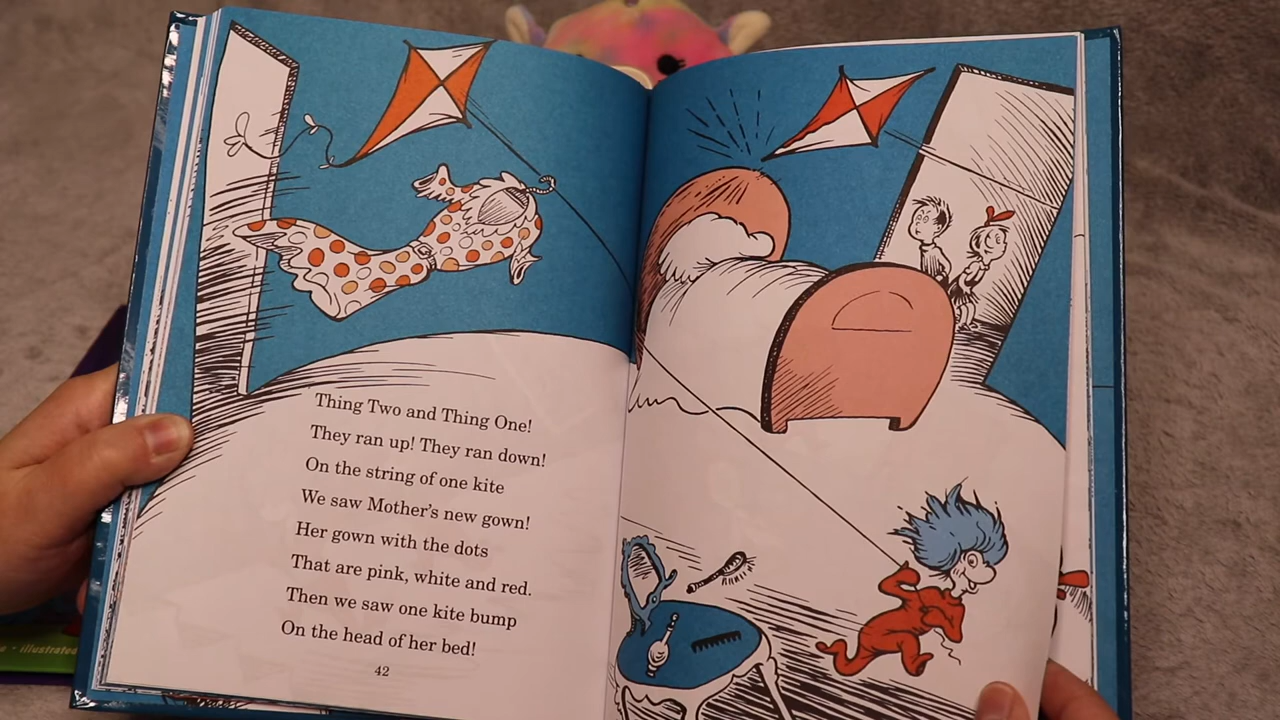 Thing Two and Thing One!
They ran up! They ran down!
On the string of one kite
We saw Mother's new gown!
Her gown with the dots
That are pink, white and red.
Then we saw one kite bump
On the head of her bed!
42
illustrated